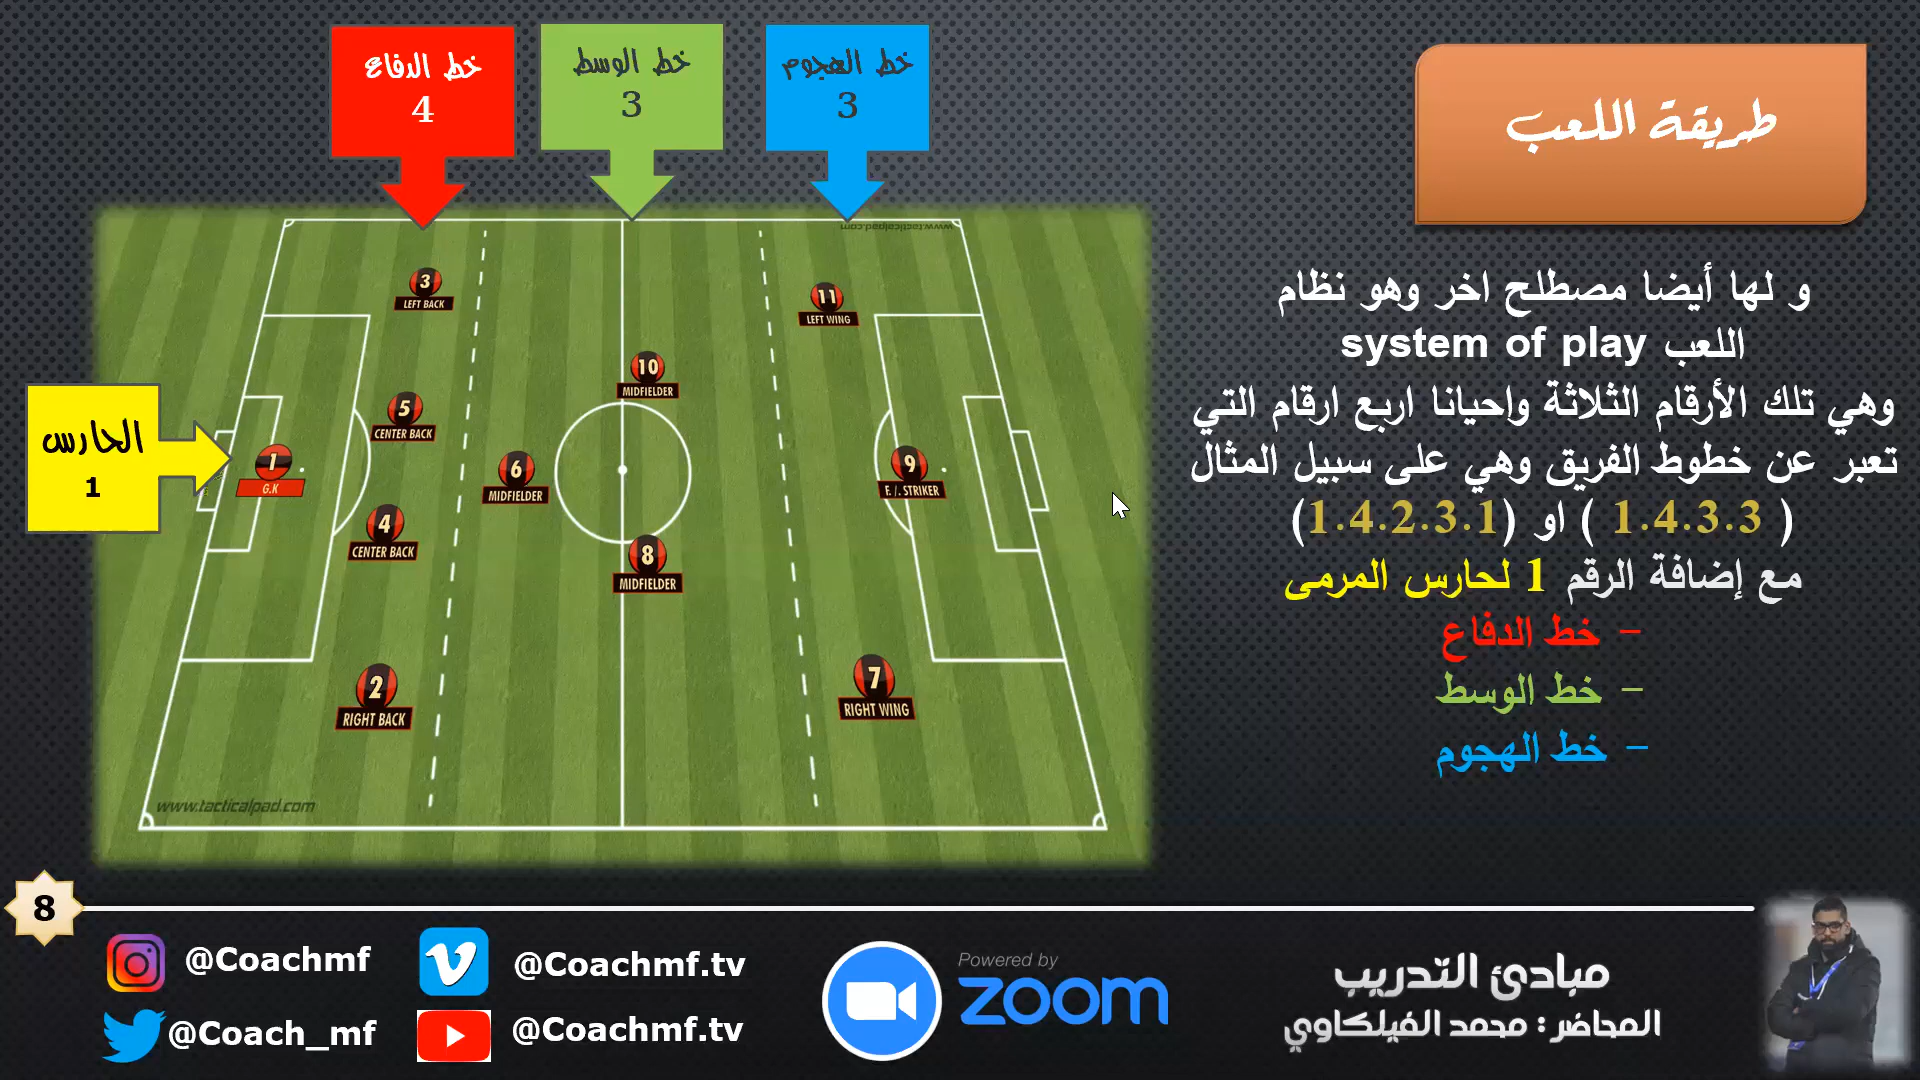 خط الدفاع
4
خط الوسط
3
خط الهجوم
3
طريقة اللعب
و لها أيضا مصطلح اخر وهو نظام
اللعب system of play
وهي تلك الأرقام الثلاثة واحيانا اربع ارقام التي
تعبر عن خطوط الفريق وهي على سبيل المثال
( 1.4.3.3 ) او (1.4.2.3.1)
مع إضافة الرقم 1 لحارس المرمى
- خط الدفاع
- خط الوسط
- خط الهجوم
الحارس
1
www.tacticalpad.com
3
LEFT BACK
11
LEFT WING
10
MIDFIELDER
5
CENTER BACK
1
G.K
6
MIDFIELDER
9
F. /. STRIKER
4
CENTER BACK
8
MIDFIELDER
2
RIGHT BACK
7
RIGHT WING
www.tacticalpad.com
8
@Coachmf
@Coachmf.tv
@Coach_mf
@Coachmf.tv
Powered by
zoom
مبادئ التدريب
المحاضر : محمد الفيلكاوي